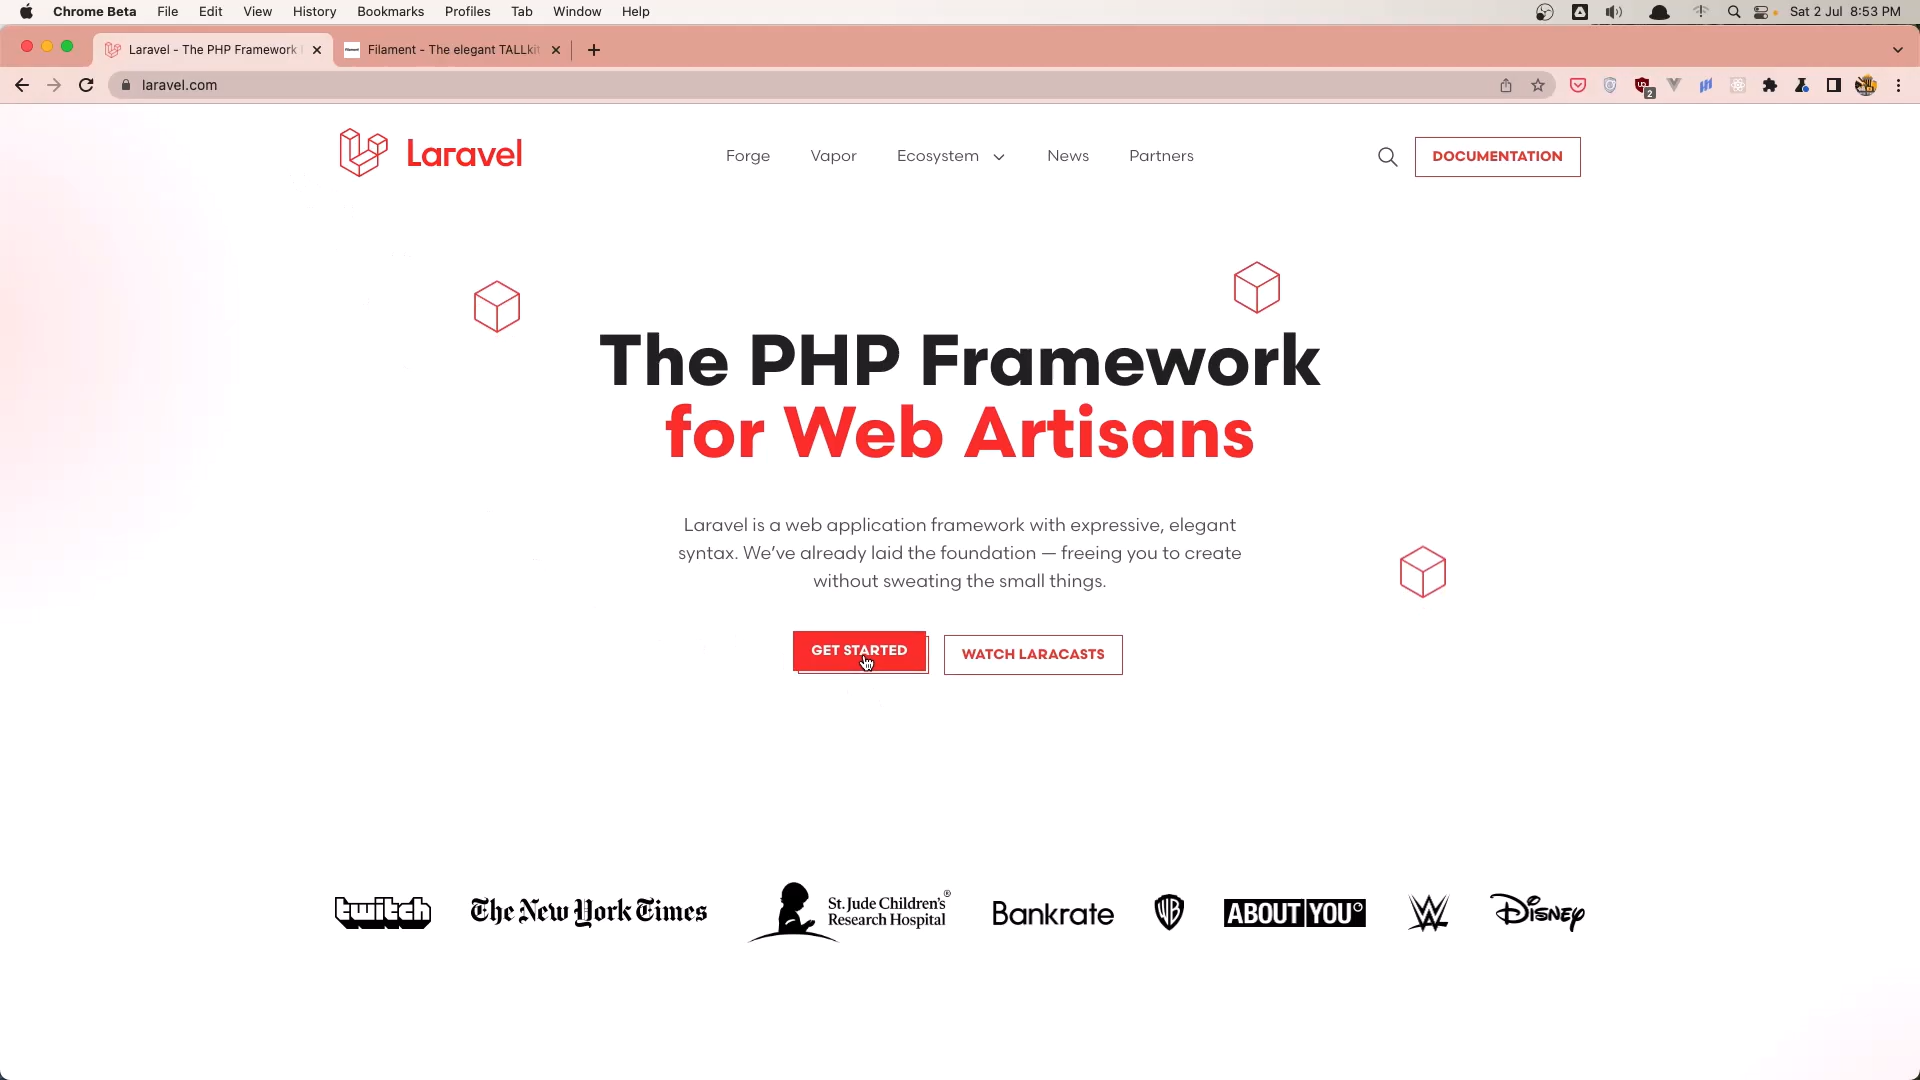 Chrome Beta File Edit View History Bookmarks Profiles Tab Window Help Sat 2 Jul 8:53 PM
Laravel - The PHP Framework Filament - The elegant TALLkit
laravel.com 2
Laravel Forge Vapor Ecosystem News Partners DOCUMENTATION
The PHP Framework
for Web Artisans
Laravel is a web application framework with expressive, elegant
syntax. We’ve already laid the foundation — freeing you to create
without sweating the small things.
GET STARTED WATCH LARACASTS
twitch The New York Times St. Jude Children's Research Hospital® Bankrate WB ABOUT YOU° W Disney